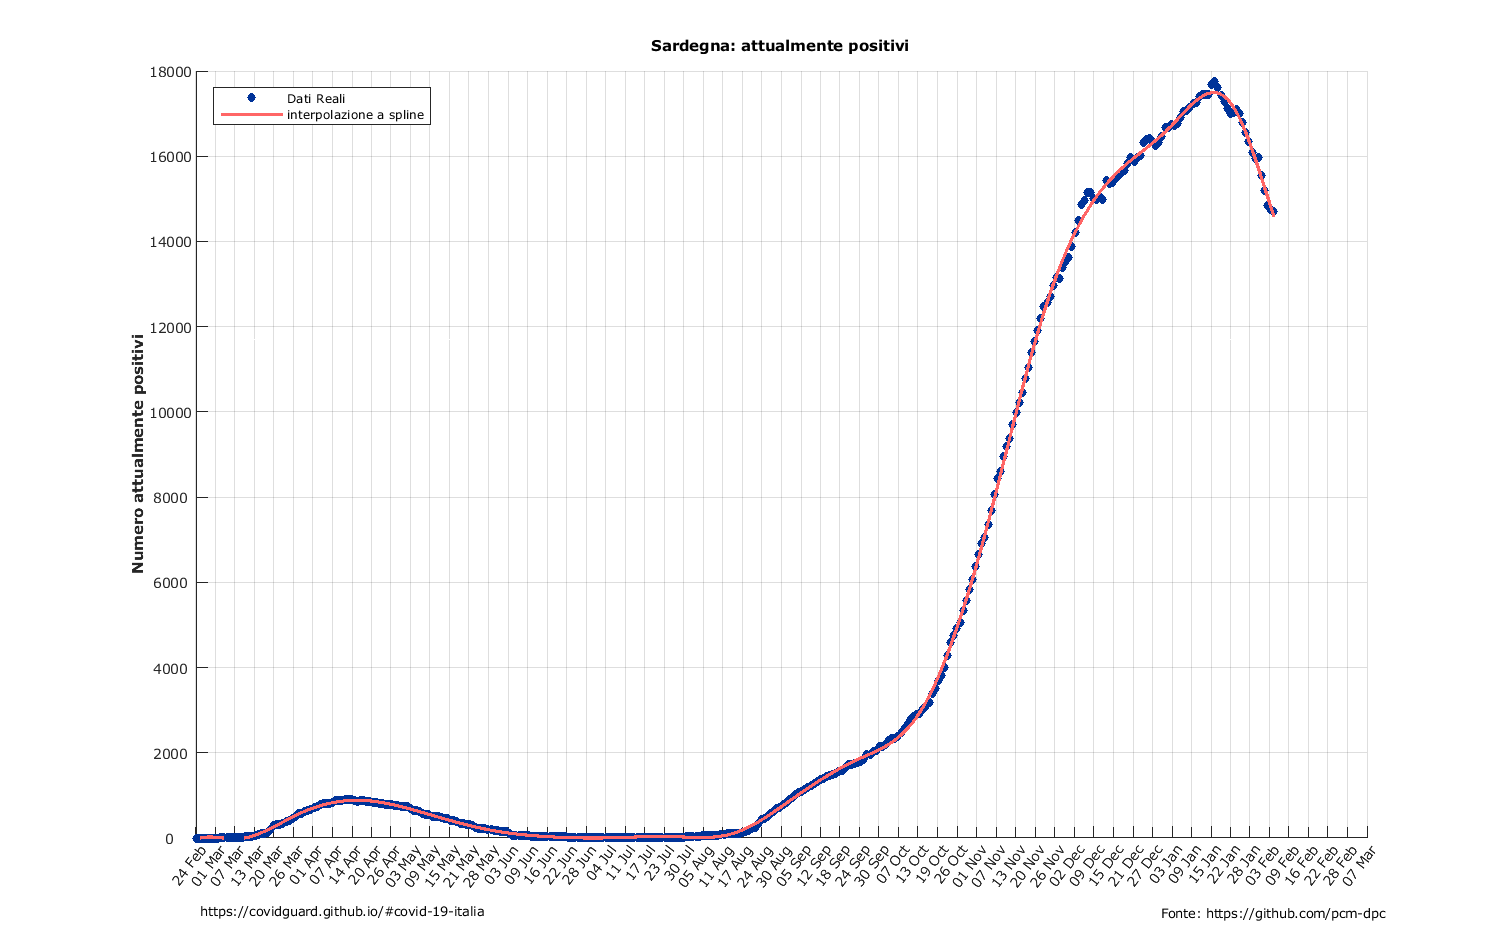 Sardegna: attualmente positivi
Dati Reali
interpolazione a spline
Numero attualmente positivi
18000
16000
14000
12000
10000
8000
6000
4000
2000
0
24 Feb
01 Mar
07 Mar
13 Mar
20 Mar
26 Mar
01 Apr
07 Apr
14 Apr
20 Apr
26 Apr
03 May
09 May
15 May
21 May
28 May
03 Jun
09 Jun
16 Jun
22 Jun
28 Jun
04 Jul
11 Jul
17 Jul
23 Jul
30 Jul
05 Aug
11 Aug
17 Aug
24 Aug
30 Aug
05 Sep
12 Sep
18 Sep
24 Sep
30 Sep
07 Oct
13 Oct
19 Oct
26 Oct
01 Nov
07 Nov
13 Nov
20 Nov
26 Nov
02 Dec
09 Dec
15 Dec
21 Dec
27 Dec
03 Jan
09 Jan
15 Jan
22 Jan
28 Jan
03 Feb
09 Feb
16 Feb
22 Feb
28 Feb
07 Mar
https://covidguard.github.io/#covid-19-italia
Fonte: https://github.com/pcm-dpc